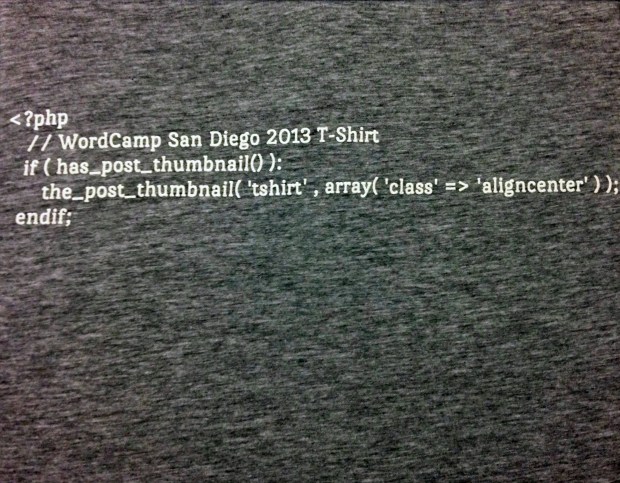 <?php
// WordCamp San Diego 2013 T-Shirt
if ( has_post_thumbnail() ):
the_post_thumbnail( 'tshirt' , array( 'class' => 'aligncenter' ) );
endif;